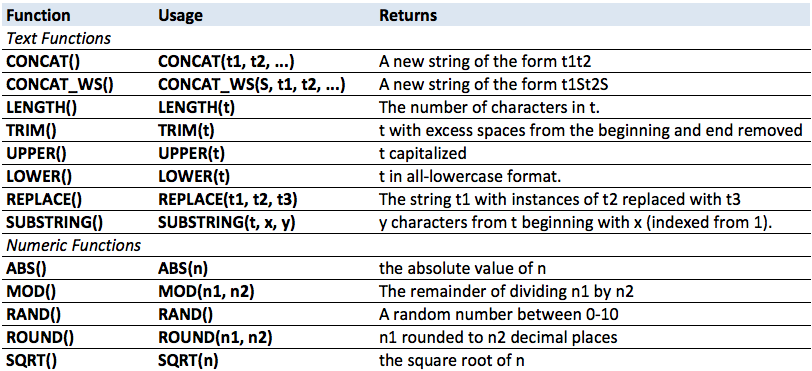 Function Usage Returns
Text Functions
CONCAT() CONCAT(t1, t2, ...) A new string of the form t1t2
CONCAT_WS() CONCAT_WS(S, t1, t2, ...) A new string of the form t1St2S
LENGTH() LENGTH(t) The number of characters in t.
TRIM() TRIM(t) t with excess spaces from the beginning and end removed
UPPER() UPPER(t) t capitalized
LOWER() LOWER(t) t in all-lowercase format.
REPLACE() REPLACE(t1, t2, t3) The string t1 with instances of t2 replaced with t3
SUBSTRING() SUBSTRING(t, x, y) y characters from t beginning with x (indexed from 1).
Numeric Functions
ABS() ABS(n) the absolute value of n
MOD() MOD(n1, n2) The remainder of dividing n1 by n2
RAND() RAND() A random number between 0-10
ROUND() ROUND(n1, n2) n1 rounded to n2 decimal places
SQRT() SQRT(n) the square root of n